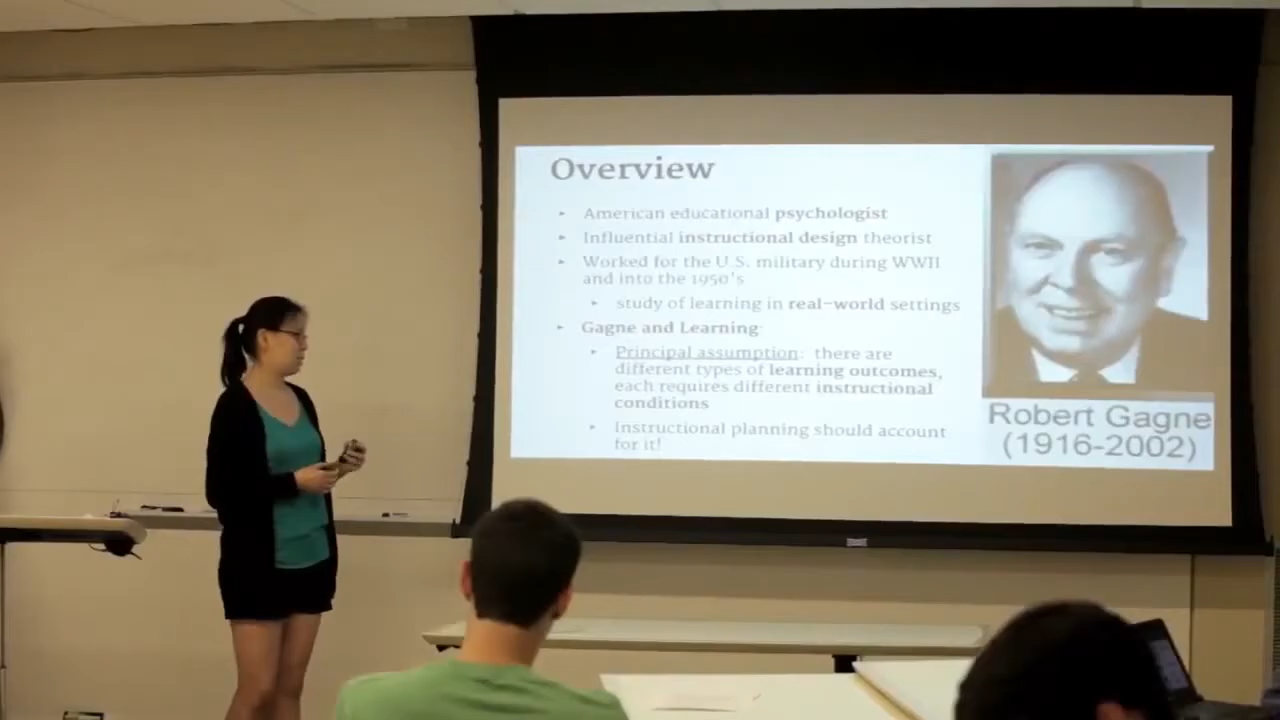 Overview
American educational psychologist
Influential instructional design theorist
Worked for the U.S. military during WWII
and into the 1950's
study of learning in real-world settings
Gagne and Learning:
Principal assumption: there are
different types of learning outcomes,
each requires different instructional
conditions
Instructional planning should account
for it!
Robert Gagne
(1916-2002)